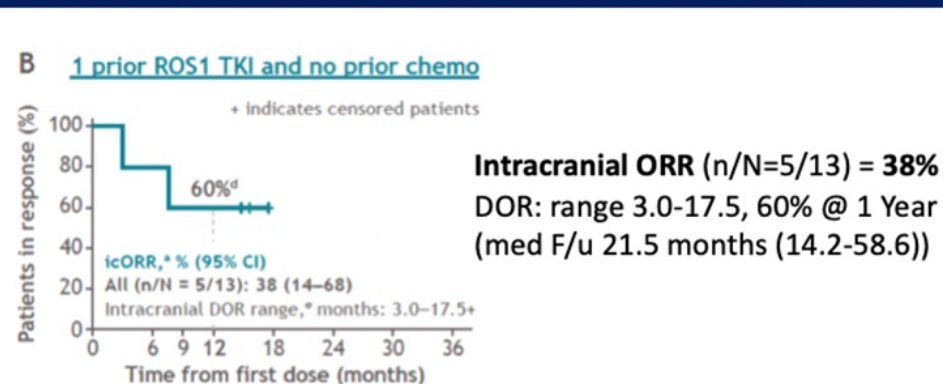 B 1 prior ROS1 TKI and no prior chemo
+ indicates censored patients
Patients in response (%)
100
80
60
40
20
0
60%ᵈ
icORR,ᵃ % (95% CI)
All (n/N = 5/13): 38 (14–68)
Intracranial DOR range,ᵉ months: 3.0–17.5+
0 6 9 12 18 24 30 36
Time from first dose (months)
Intracranial ORR (n/N=5/13) = 38%
DOR: range 3.0-17.5, 60% @ 1 Year
(med F/u 21.5 months (14.2-58.6))